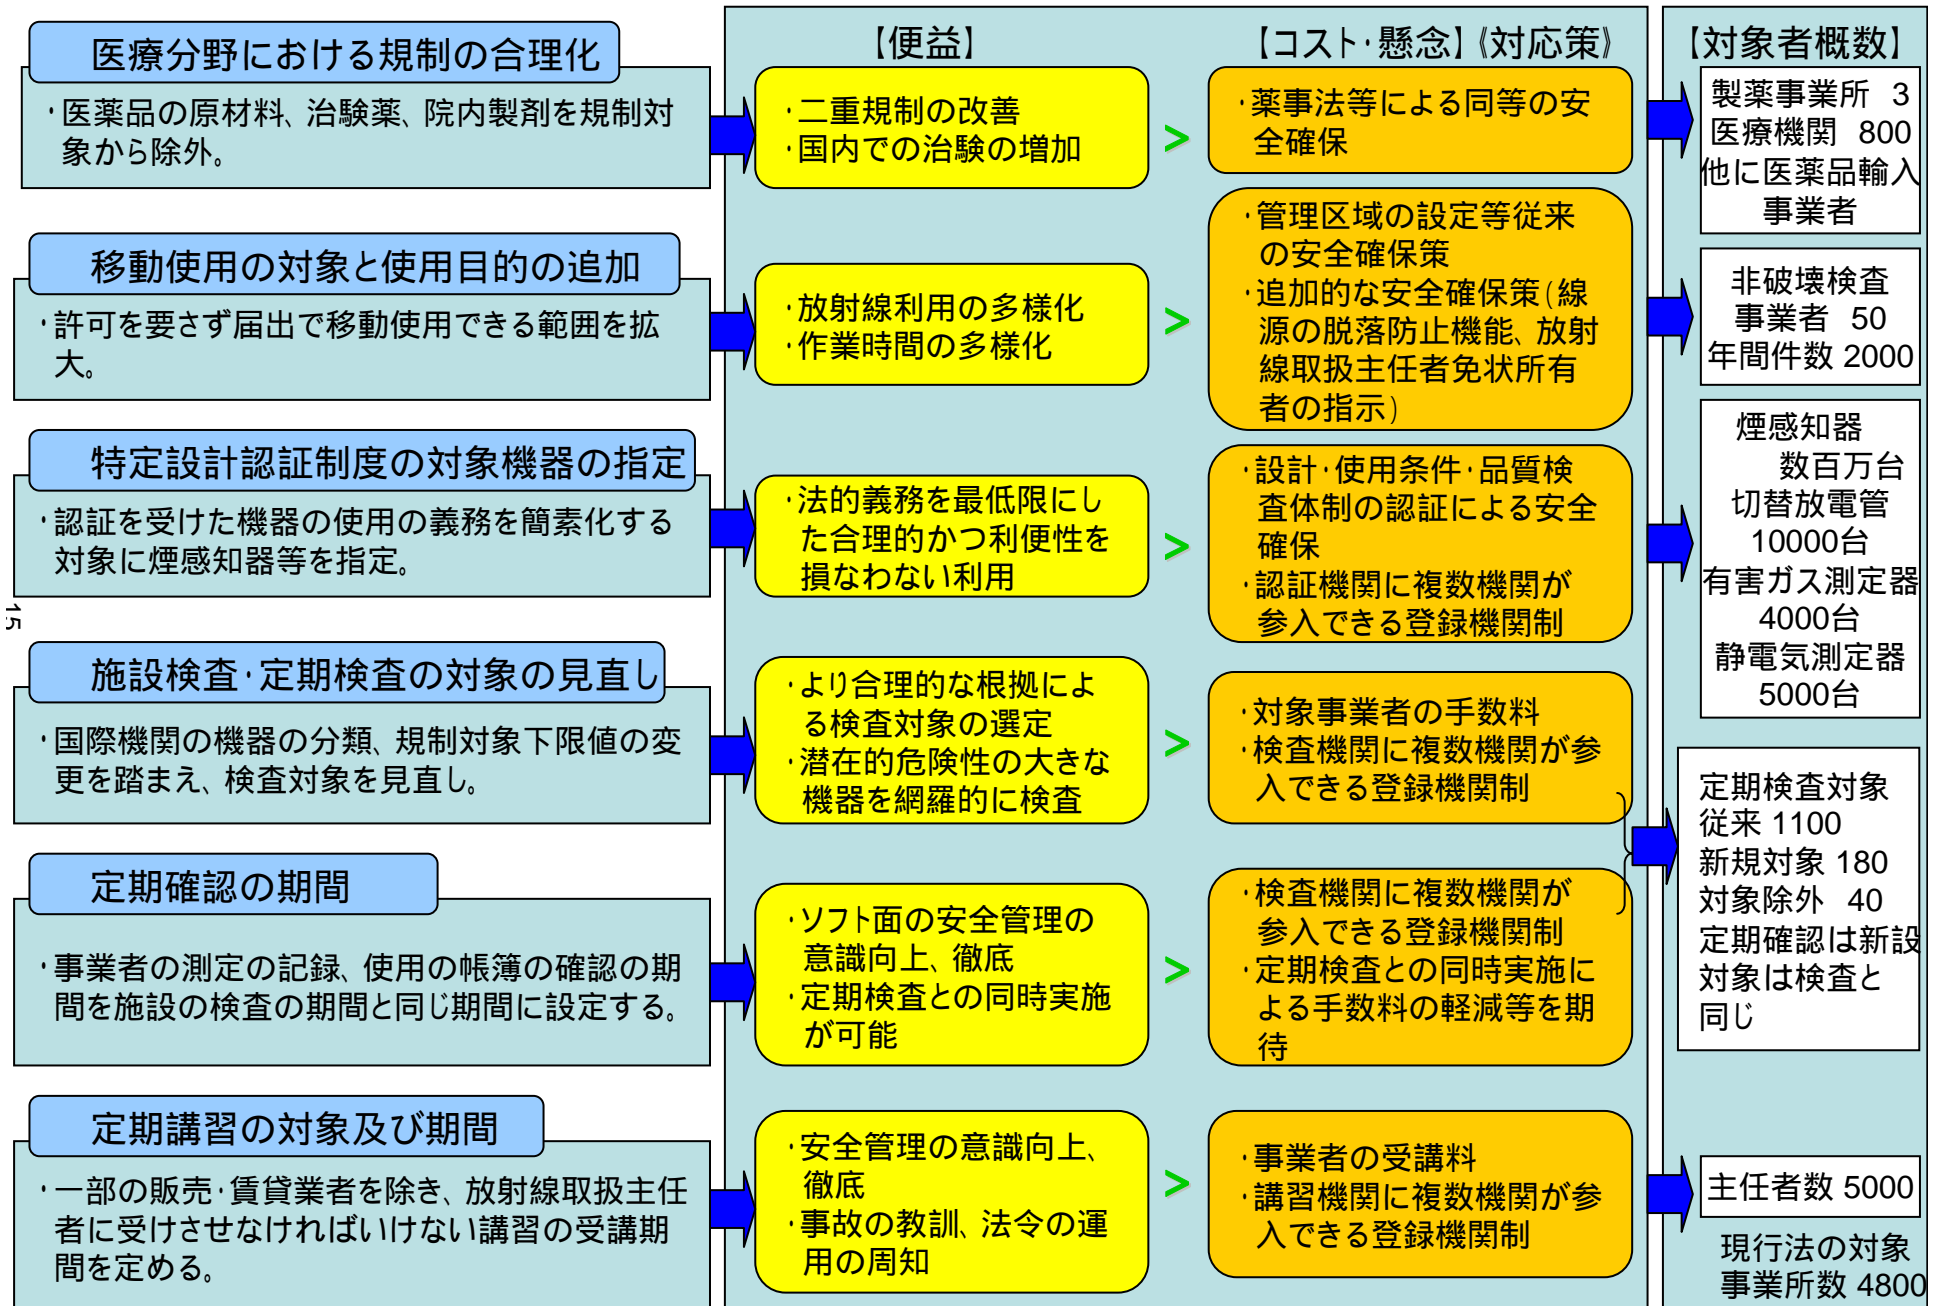 【便益】
【コスト･懸念】《対応策》
【対象者概数】
医療分野における規制の合理化
･医薬品の原材料、治験薬、院内製剤を規制対
象から除外。
･二重規制の改善
･国内での治験の増加
>
･薬事法等による同等の安
全確保
製薬事業所 3
医療機関 800
他に医薬品輸入
事業者
移動使用の対象と使用目的の追加
･許可を要さず届出で移動使用できる範囲を拡
大。
･放射線利用の多様化
･作業時間の多様化
>
･管理区域の設定等従来
の安全確保策
･追加的な安全確保策(線
源の脱落防止機能、放射
線取扱主任者免状所有
者の指示)
非破壊検査
事業者 50
年間件数 2000
特定設計認証制度の対象機器の指定
･認証を受けた機器の使用の義務を簡素化する
対象に煙感知器等を指定。
･法的義務を最低限にし
た合理的かつ利便性を
損なわない利用
>
･設計･使用条件･品質検
査体制の認証による安全
確保
･認証機関に複数機関が
参入できる登録機関制
煙感知器
数百万台
切替放電管
10000台
有害ガス測定器
4000台
静電気測定器
5000台
15
施設検査･定期検査の対象の見直し
･国際機関の機器の分類、規制対象下限値の変
更を踏まえ、検査対象を見直し。
･より合理的な根拠によ
る検査対象の選定
･潜在的危険性の大きな
機器を網羅的に検査
>
･対象事業者の手数料
･検査機関に複数機関が参
入できる登録機関制
定期検査対象
従来 1100
新規対象 180
対象除外 40
定期確認は新設
対象は検査と
同じ
定期確認の期間
･事業者の測定の記録、使用の帳簿の確認の期
間を施設の検査の期間と同じ期間に設定する。
･ソフト面の安全管理の
意識向上、徹底
･定期検査との同時実施
が可能
>
･検査機関に複数機関が
参入できる登録機関制
･定期検査との同時実施に
よる手数料の軽減等を期
待
定期講習の対象及び期間
･一部の販売･賃貸業者を除き、放射線取扱主任
者に受けさせなければいけない講習の受講期
間を定める。
･安全管理の意識向上、
徹底
･事故の教訓、法令の運
用の周知
>
･事業者の受講料
･講習機関に複数機関が参
入できる登録機関制
主任者数 5000
現行法の対象
事業所数 4800